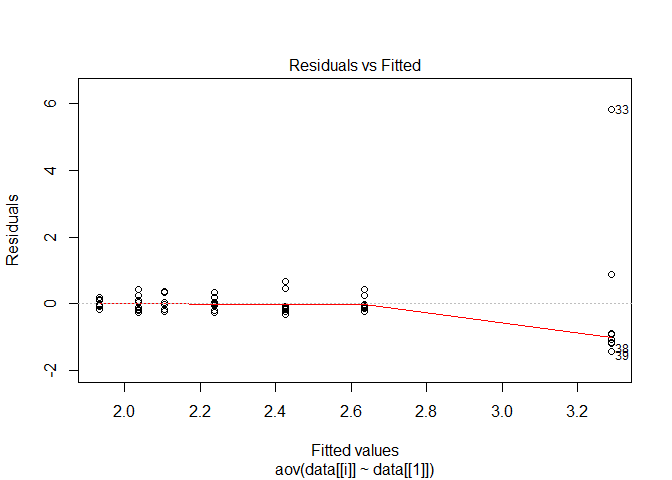 Residuals vs Fitted
6
4
2
0
-2
Residuals
33
38
39
2.0 2.2 2.4 2.6 2.8 3.0 3.2
Fitted values
aov(data[[i]] ~ data[[1]])